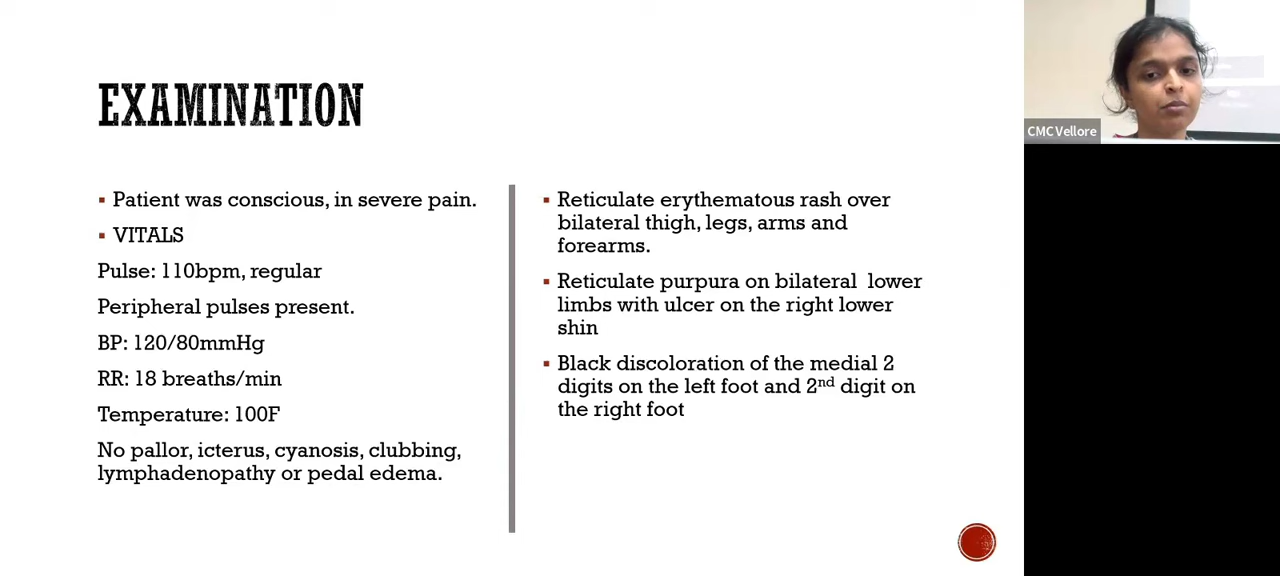 EXAMINATION
▪ Patient was conscious, in severe pain.
▪ VITALS
Pulse: 110bpm, regular
Peripheral pulses present.
BP: 120/80mmHg
RR: 18 breaths/min
Temperature: 100F
No pallor, icterus, cyanosis, clubbing,
lymphadenopathy or pedal edema.
▪ Reticulate erythematous rash over
bilateral thigh, legs, arms and
forearms.
▪ Reticulate purpura on bilateral lower
limbs with ulcer on the right lower
shin
▪ Black discoloration of the medial 2
digits on the left foot and 2nd digit on
the right foot
CMC Vellore